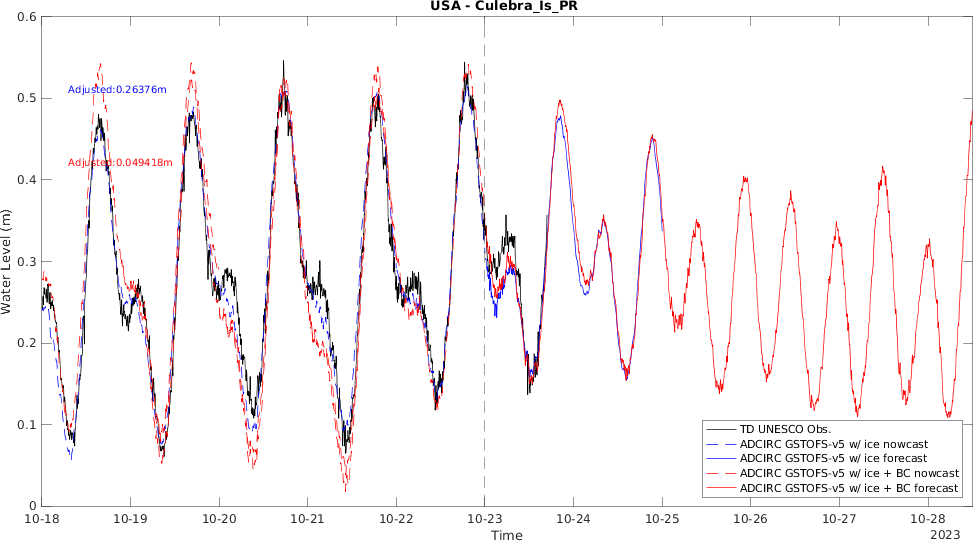 USA - Culebra_Is_PR
0.6
0.5
0.4
0.3
0.2
0.1
0
Water Level (m)
Adjusted:0.26376m
Adjusted:0.049418m
TD UNESCO Obs.
ADCIRC GSTOFS-v5 w/ ice nowcast
ADCIRC GSTOFS-v5 w/ ice forecast
ADCIRC GSTOFS-v5 w/ ice + BC nowcast
ADCIRC GSTOFS-v5 w/ ice + BC forecast
10-18 10-19 10-20 10-21 10-22 10-23 10-24 10-25 10-26 10-27 10-28
Time
2023